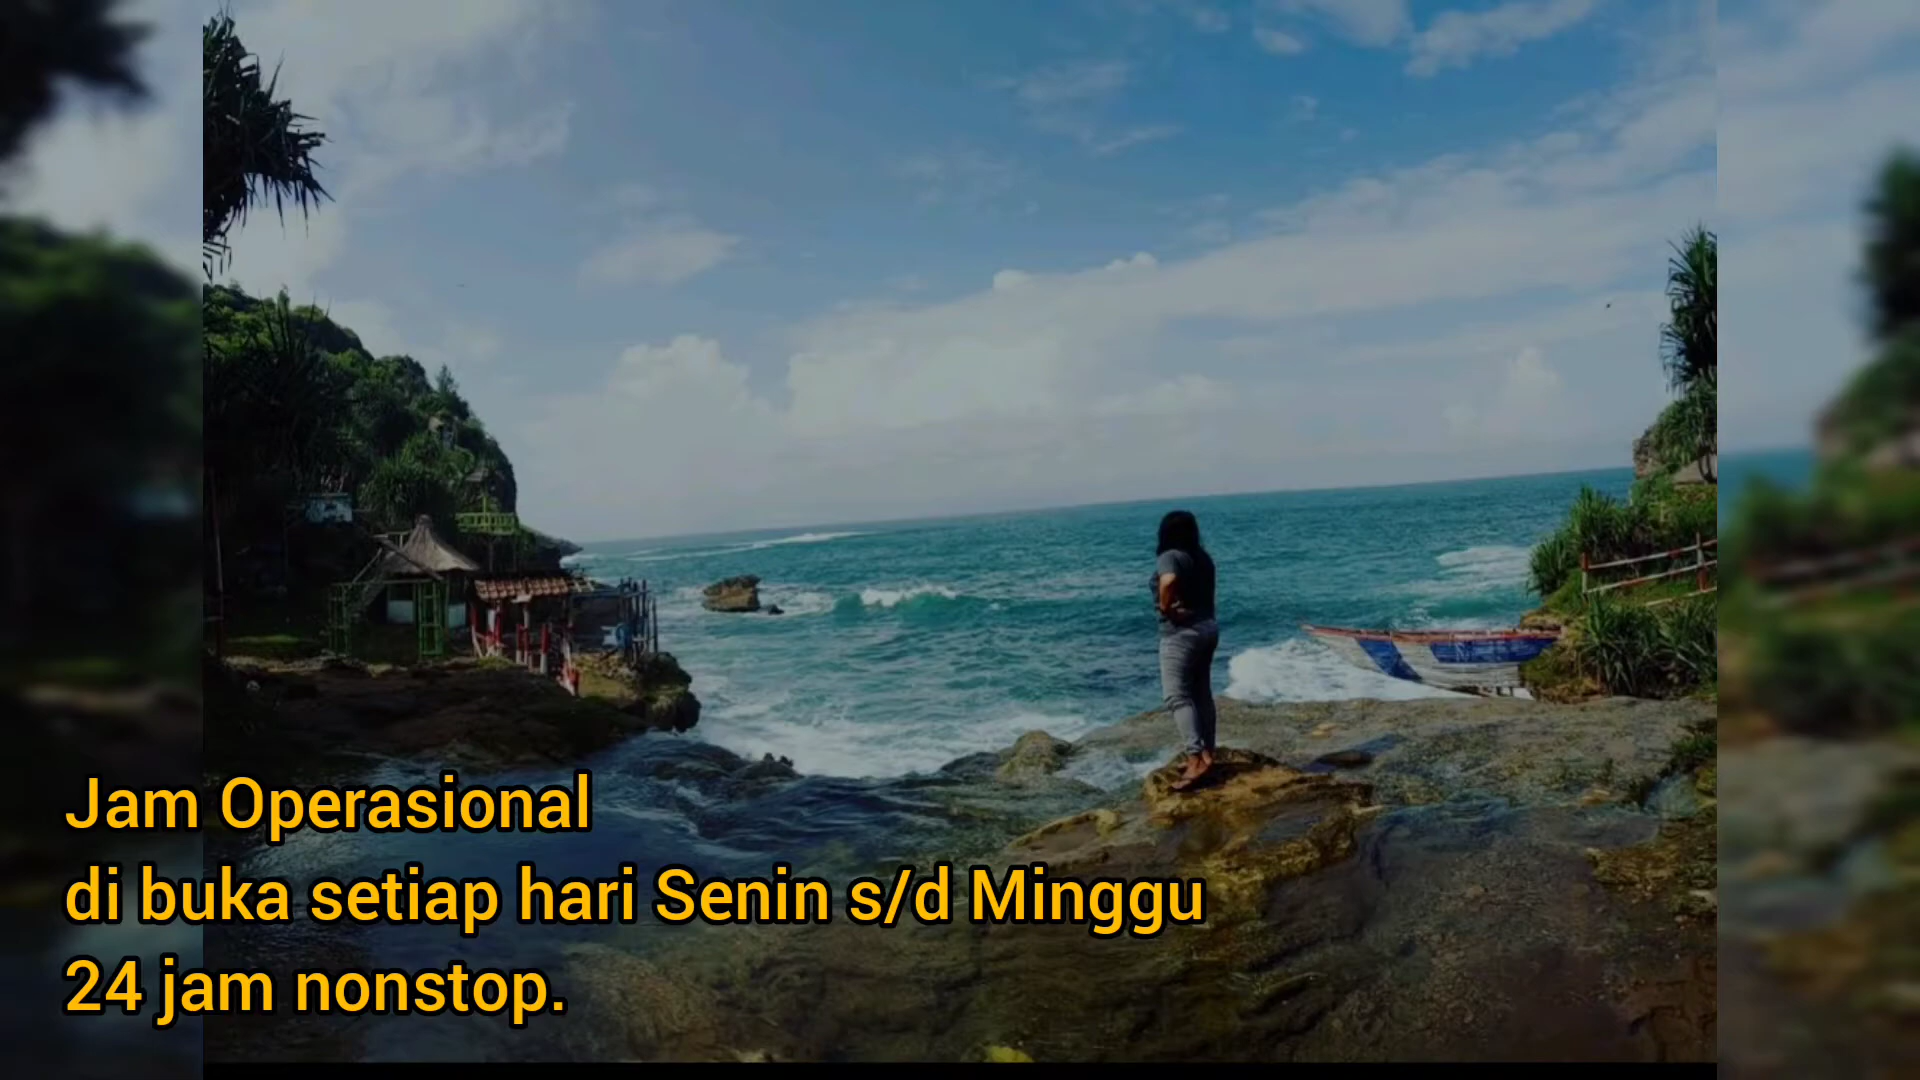 Jam Operasional
di buka setiap hari Senin s/d Minggu
24 jam nonstop.